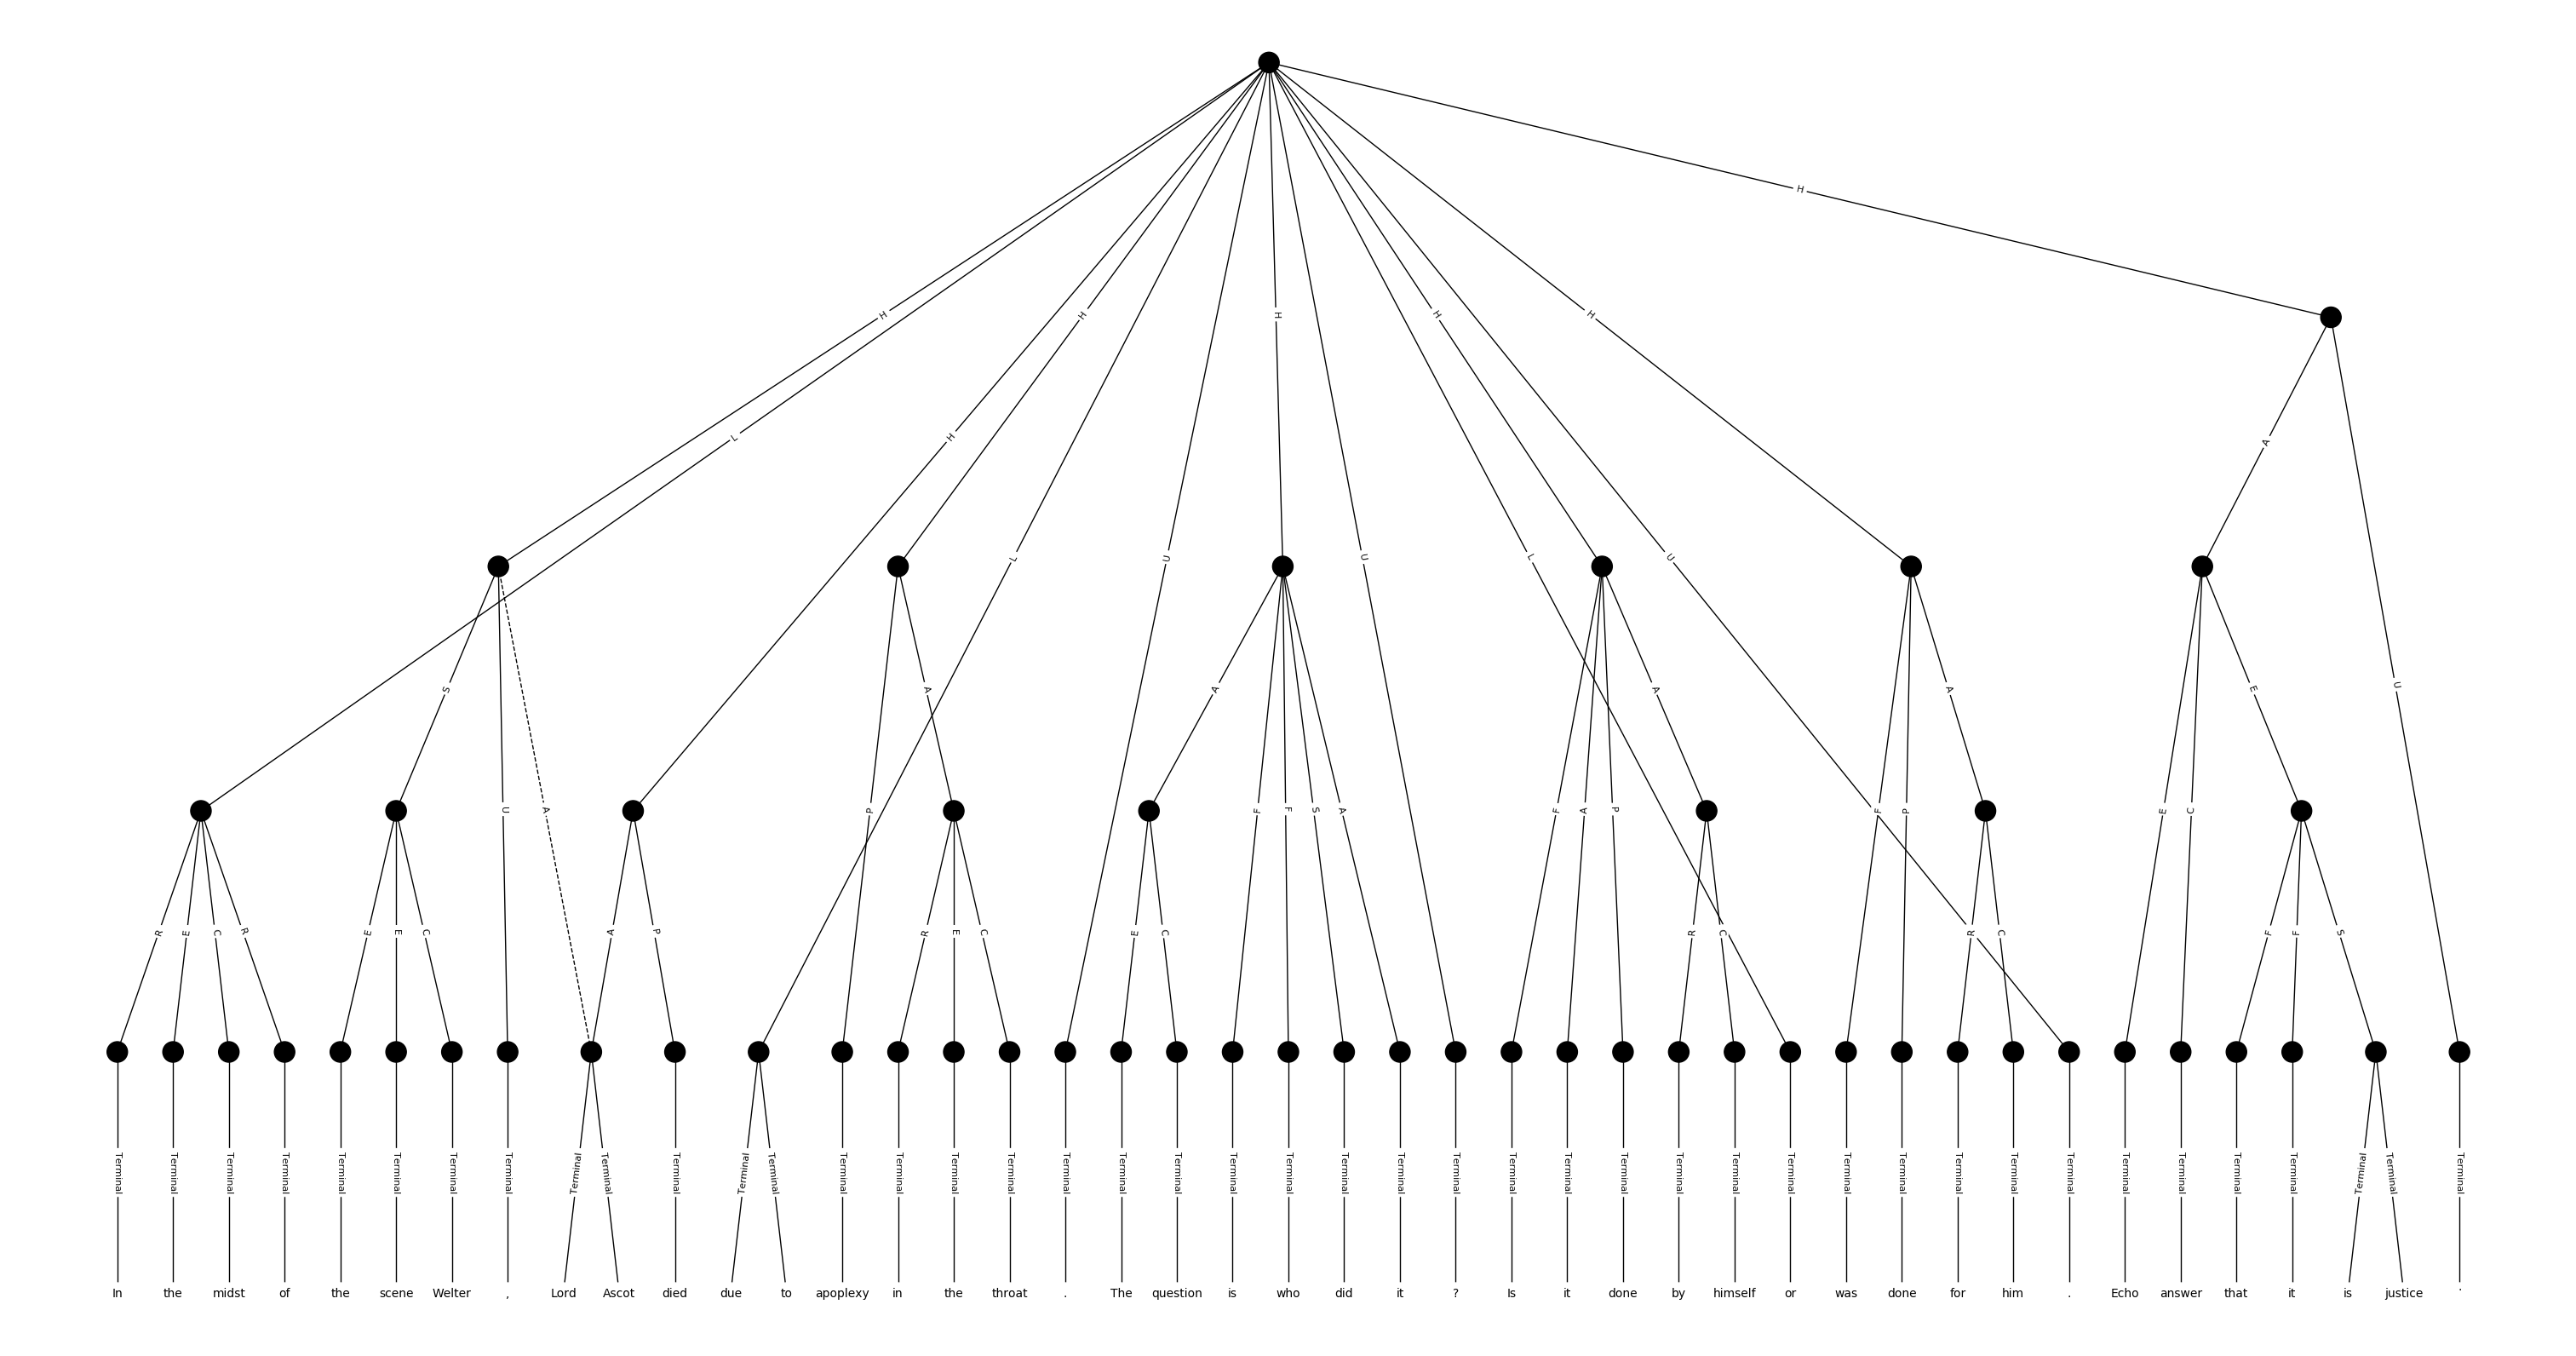 H
H
L
H
H
H
H
H
A
L
U
U
L
U
S
A
A
A
A
E
U
U
A
P
F
F
S
A
F
A
P
F
P
E
C
R
E
C
R
E
E
C
A
P
R
E
C
E
C
R
C
R
C
F
F
S
Terminal Terminal Terminal Terminal Terminal Terminal Terminal Terminal Terminal Terminal Terminal Terminal Terminal Terminal Terminal Terminal Terminal Terminal Terminal Terminal Terminal Terminal Terminal Terminal Terminal Terminal Terminal Terminal Terminal Terminal Terminal Terminal Terminal Terminal Terminal Terminal Terminal Terminal Terminal Terminal Terminal Terminal Terminal
In the midst of the scene Welter , Lord Ascot died due to apoplexy in the throat . The question is who did it ? Is it done by himself or was done for him . Echo answer that it is justice .